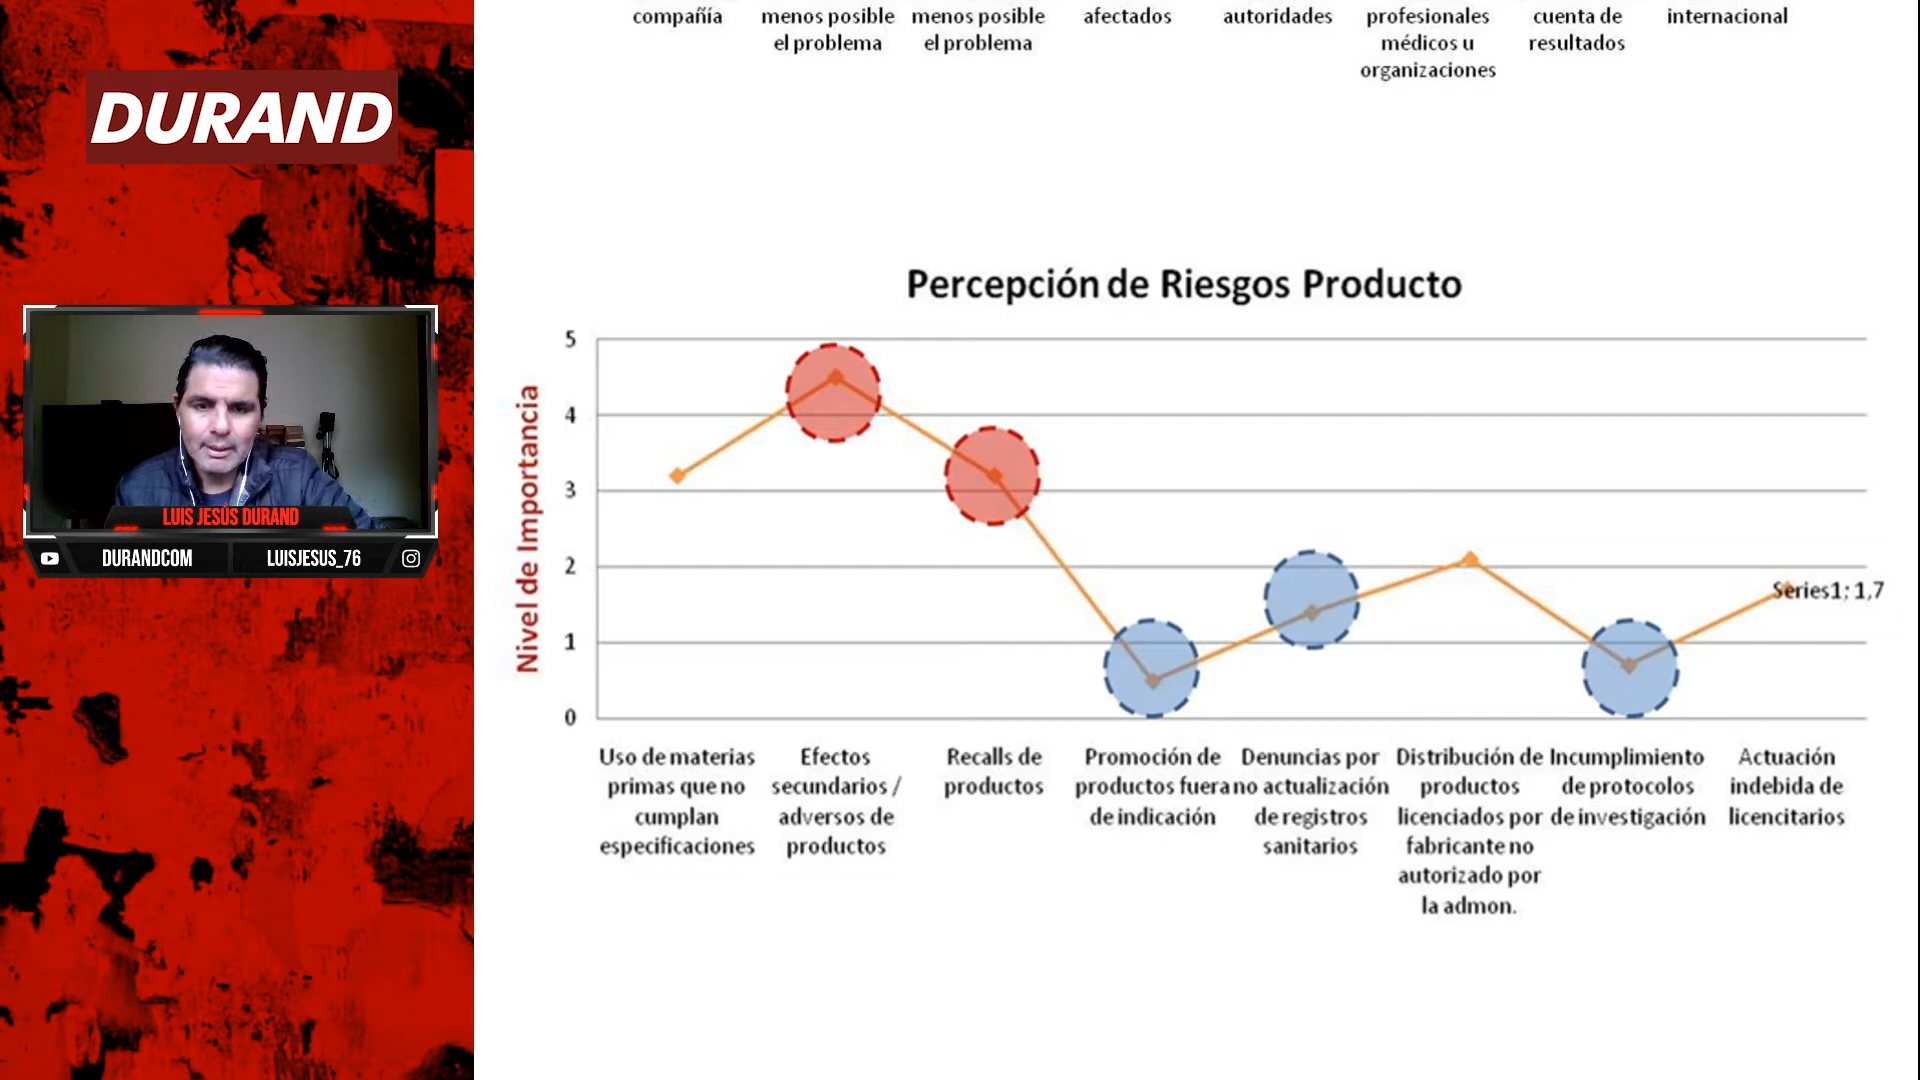 DURAND
LUIS JESÚS DURAND
DURANDCOM
LUISJESUS_76
compañía
menos posible
el problema
menos posible
el problema
afectados
autoridades
profesionales
médicos u
organizaciones
cuenta de
resultados
internacional
Percepción de Riesgos Producto
Nivel de Importancia
5
4
3
2
1
0
Series1; 1,7
Uso de materias
primas que no
cumplan
especificaciones
Efectos
secundarios /
adversos de
productos
Recalls de
productos
Promoción de
productos fuera
de indicación
Denuncias por
no actualización
de registros
sanitarios
Distribución de
productos
licenciados por
fabricante no
autorizado por
la admon.
Incumplimiento
de protocolos
de investigación
Actuación
indebida de
licencitarios